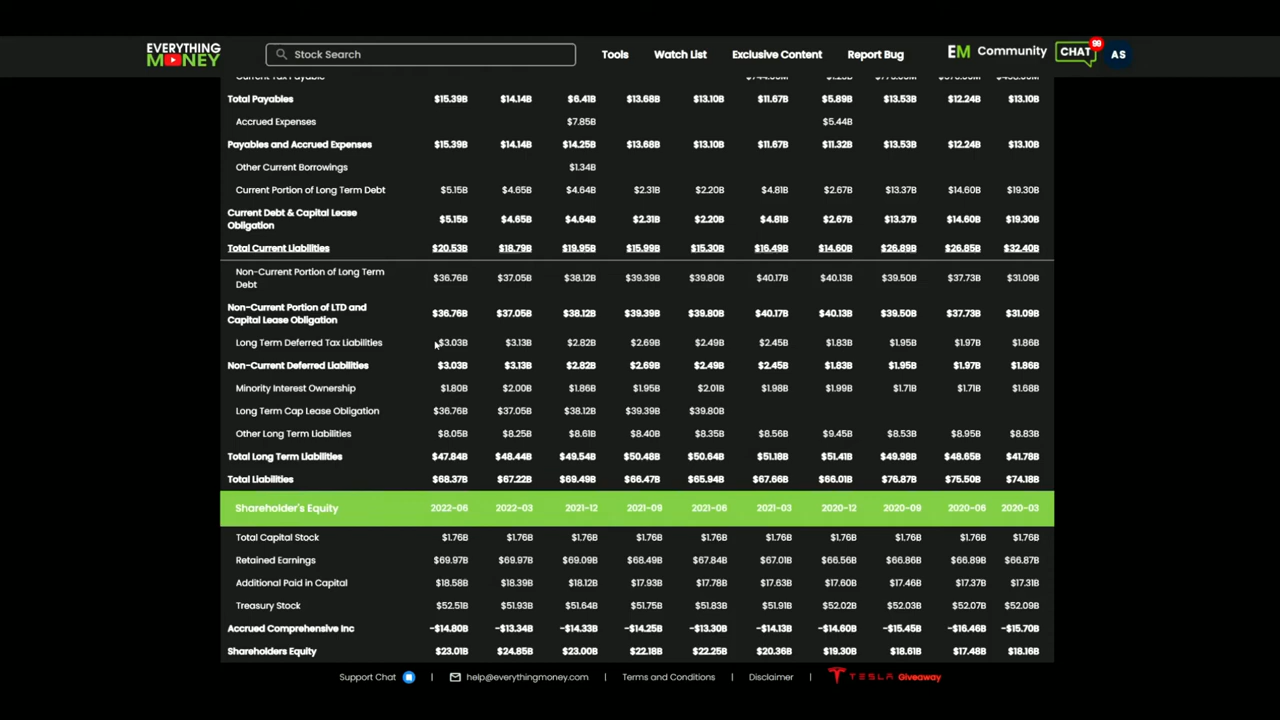 EVERYTHING
MONEY
Stock Search
Tools
Watch List
Exclusive Content
Report Bug
EM Community
CHAT
99
AS
Current Tax Payable
Total Payables $15.39B $14.14B $6.41B $13.68B $13.10B $11.67B $5.89B $13.53B $12.24B $13.10B
Accrued Expenses $7.85B $5.44B
Payables and Accrued Expenses $15.39B $14.14B $14.25B $13.68B $13.10B $11.67B $11.32B $13.53B $12.24B $13.10B
Other Current Borrowings $1.34B
Current Portion of Long Term Debt $5.15B $4.65B $4.64B $2.31B $2.20B $4.81B $2.67B $13.37B $14.60B $19.30B
Current Debt & Capital Lease
Obligation $5.15B $4.65B $4.64B $2.31B $2.20B $4.81B $2.67B $13.37B $14.60B $19.30B
Total Current Liabilities $20.53B $18.79B $19.95B $15.99B $15.30B $16.49B $14.60B $26.89B $26.85B $32.40B
Non-Current Portion of Long Term
Debt $36.76B $37.05B $38.12B $39.39B $39.80B $40.17B $40.13B $39.50B $37.73B $31.09B
Non-Current Portion of LTD and
Capital Lease Obligation $36.76B $37.05B $38.12B $39.39B $39.80B $40.17B $40.13B $39.50B $37.73B $31.09B
Long Term Deferred Tax Liabilities $3.03B $3.13B $2.82B $2.69B $2.49B $2.45B $1.83B $1.95B $1.97B $1.86B
Non-Current Deferred Liabilities $3.03B $3.13B $2.82B $2.69B $2.49B $2.45B $1.83B $1.95B $1.97B $1.86B
Minority Interest Ownership $1.80B $2.00B $1.86B $1.95B $2.01B $1.98B $1.99B $1.71B $1.71B $1.68B
Long Term Cap Lease Obligation $36.76B $37.05B $38.12B $39.39B $39.80B
Other Long Term Liabilities $8.05B $8.25B $8.61B $8.40B $8.35B $8.56B $9.45B $8.53B $8.95B $8.83B
Total Long Term Liabilities $47.84B $48.44B $49.54B $50.48B $50.64B $51.18B $51.41B $49.98B $48.65B $41.78B
Total Liabilities $68.37B $67.22B $69.49B $66.47B $65.94B $67.66B $66.01B $76.87B $75.50B $74.18B
Shareholder's Equity 2022-06 2022-03 2021-12 2021-09 2021-06 2021-03 2020-12 2020-09 2020-06 2020-03
Total Capital Stock $1.76B $1.76B $1.76B $1.76B $1.76B $1.76B $1.76B $1.76B $1.76B $1.76B
Retained Earnings $69.97B $69.97B $69.09B $68.49B $67.84B $67.01B $66.56B $66.86B $66.89B $66.87B
Additional Paid in Capital $18.58B $18.39B $18.12B $17.93B $17.78B $17.63B $17.60B $17.46B $17.37B $17.31B
Treasury Stock $52.51B $51.93B $51.64B $51.75B $51.83B $51.91B $52.02B $52.03B $52.07B $52.09B
Accrued Comprehensive Inc -$14.80B -$13.34B -$14.33B -$14.25B -$13.30B -$14.13B -$14.60B -$15.45B -$16.46B -$15.70B
Shareholders Equity $23.01B $24.85B $23.00B $22.18B $22.25B $20.36B $19.30B $18.61B $17.48B $18.16B
Support Chat | help@everythingmoney.com | Terms and Conditions | Disclaimer | TESLA Giveaway